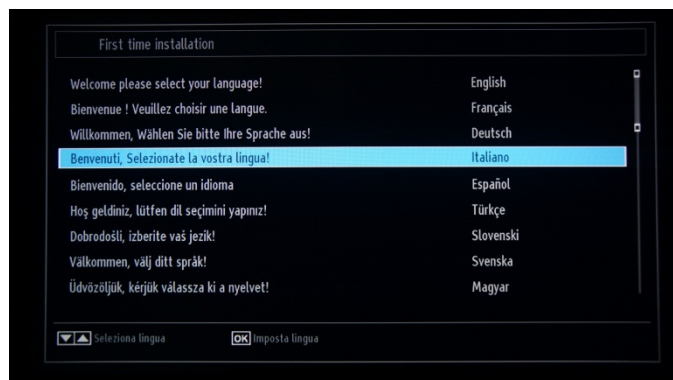 First time installation
Welcome please select your language! English
Bienvenue ! Veuillez choisir une langue. Français
Willkommen, Wählen Sie bitte Ihre Sprache aus! Deutsch
Benvenuti, Selezionate la vostra lingua! Italiano
Bienvenido, seleccione un idioma Español
Hoş geldiniz, lütfen dil seçimini yapınız! Türkçe
Dobrodošli, izberite vaš jezik! Slovenski
Välkommen, välj ditt språk! Svenska
Üdvözöljük, kérjük válassza ki a nyelvet! Magyar
Seleziona lingua OK Imposta lingua